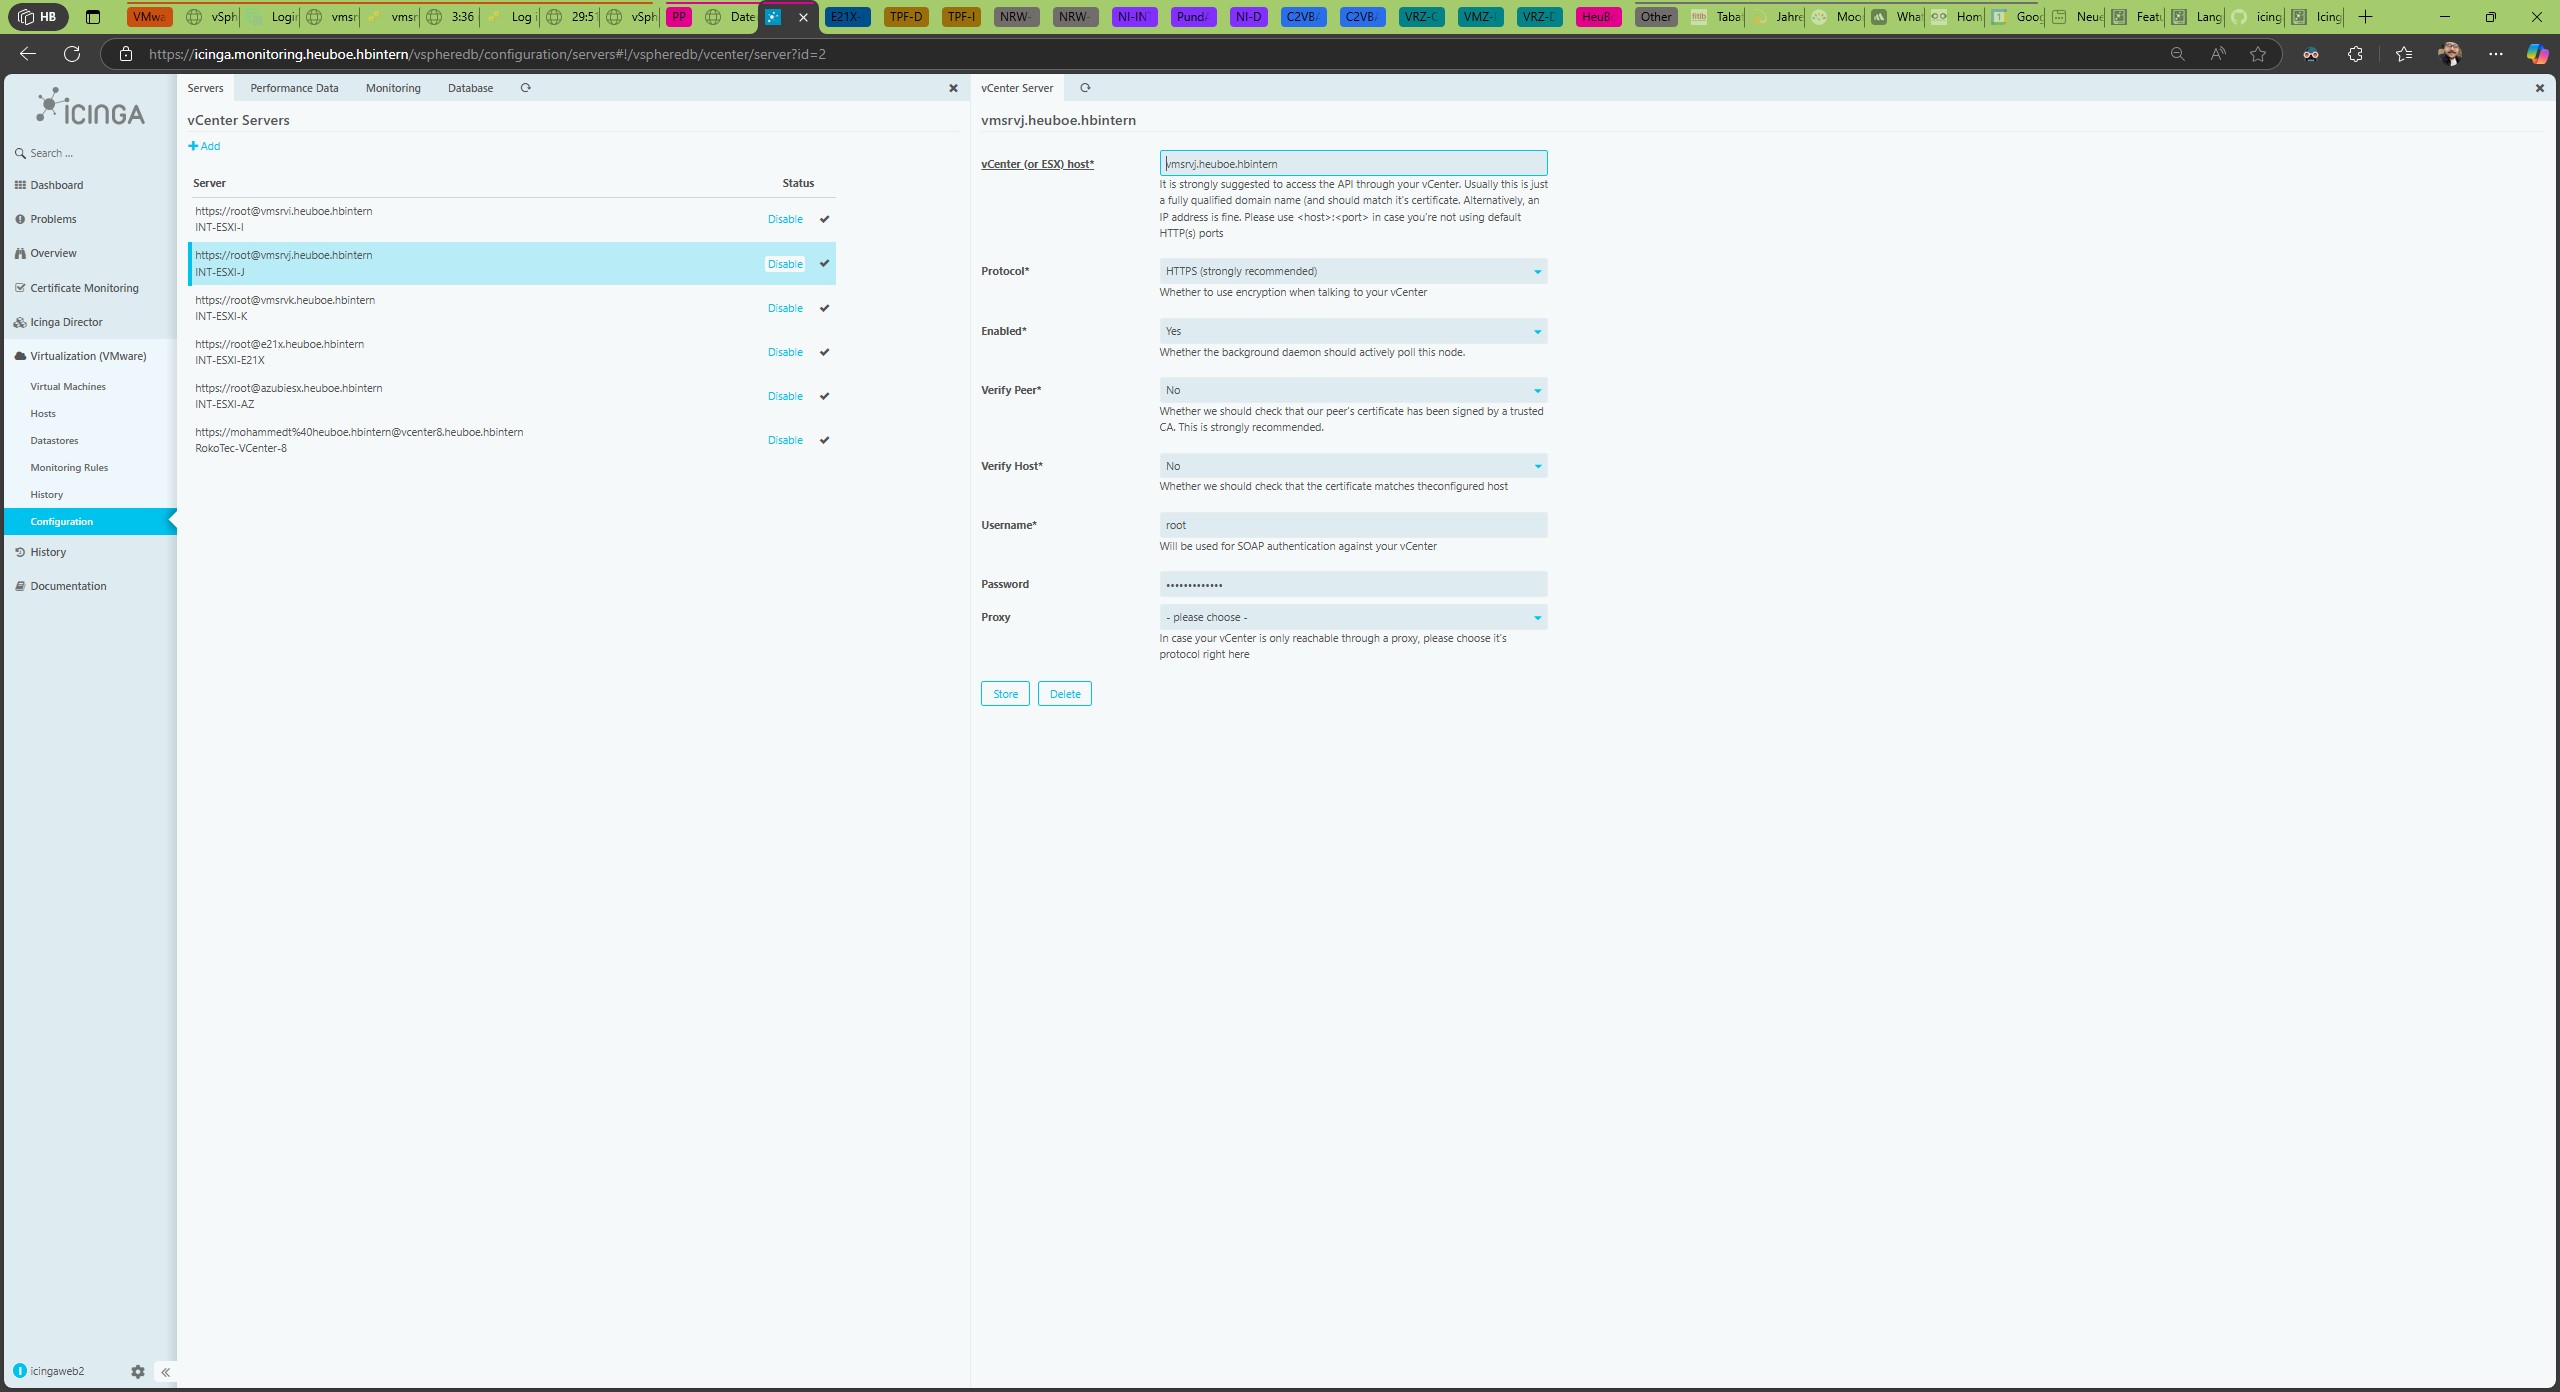 HB
VMwa
vSph
Logi
vmsr
vmsr
3:36
Log i
29:5
vSph
PP
Date
E21X-
TPF-D
TPF-I
NRW-
NRW-
NI-IN
Pund
NI-D
C2VB
C2VB
VRZ-C
VMZ-
VRZ-D
HeuB
Other
Taba
Jahre
Moo
Wha
Hom
Goog
Neue
Feat
Lang
icing
Icing
https://icinga.monitoring.heuboe.hbintern/vspheredb/configuration/servers#!/vspheredb/vcenter/server?id=2
ICINGA
Search ...
Dashboard
Problems
Overview
Certificate Monitoring
Icinga Director
Virtualization (VMware)
Virtual Machines
Hosts
Datastores
Monitoring Rules
History
Configuration
History
Documentation
icingaweb2
Servers
Performance Data
Monitoring
Database
vCenter Servers
Add
Server Status
https://root@vmsrvi.heuboe.hbintern
INT-ESXI-I
Disable
https://root@vmsrvj.heuboe.hbintern
INT-ESXI-J
Disable
https://root@vmsrvk.heuboe.hbintern
INT-ESXI-K
Disable
https://root@e21x.heuboe.hbintern
INT-ESXI-E21X
Disable
https://root@azubiesx.heuboe.hbintern
INT-ESXI-AZ
Disable
https://mohammedt%40heuboe.hbintern@vcenter8.heuboe.hbintern
RokoTec-VCenter-8
Disable
vCenter Server
vmsrvj.heuboe.hbintern
vCenter (or ESX) host*
vmsrvj.heuboe.hbintern
It is strongly suggested to access the API through your vCenter. Usually this is just
a fully qualified domain name (and should match it's certificate. Alternatively, an
IP address is fine. Please use <host>:<port> in case you're not using default
HTTP(s) ports
Protocol*
HTTPS (strongly recommended)
Whether to use encryption when talking to your vCenter
Enabled*
Yes
Whether the background daemon should actively poll this node.
Verify Peer*
No
Whether we should check that our peer's certificate has been signed by a trusted
CA. This is strongly recommended.
Verify Host*
No
Whether we should check that the certificate matches theconfigured host
Username*
root
Will be used for SOAP authentication against your vCenter
Password
•••••••••••••
Proxy
- please choose -
In case your vCenter is only reachable through a proxy, please choose it's
protocol right here
Store
Delete